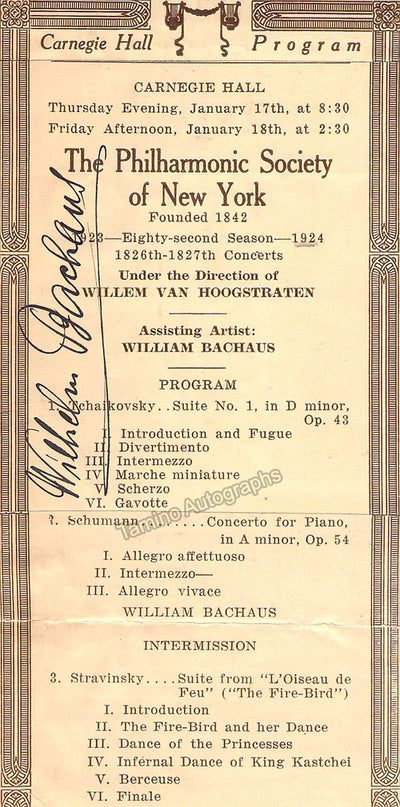 Carnegie Hall Program
CARNEGIE HALL
Thursday Evening, January 17th, at 8:30
Friday Afternoon, January 18th, at 2:30
The Philharmonic Society
of New York
Founded 1842
1923—Eighty-second Season—1924
1826th-1827th Concerts
Under the Direction of
WILLEM VAN HOOGSTRATEN
Assisting Artist:
WILLIAM BACHAUS
Wilhelm Bachaus
PROGRAM
1. Tchaikovsky..Suite No. 1, in D minor,
Op. 43
I. Introduction and Fugue
II. Divertimento
III. Intermezzo
IV. Marche miniature
V. Scherzo
VI. Gavotte
Tamino Autographs
2. Schumann.........Concerto for Piano,
in A minor, Op. 54
I. Allegro affettuoso
II. Intermezzo—
III. Allegro vivace
WILLIAM BACHAUS
INTERMISSION
3. Stravinsky....Suite from "L'Oiseau de
Feu" ("The Fire-Bird")
I. Introduction
II. The Fire-Bird and her Dance
III. Dance of the Princesses
IV. Infernal Dance of King Kastchei
V. Berceuse
VI. Finale